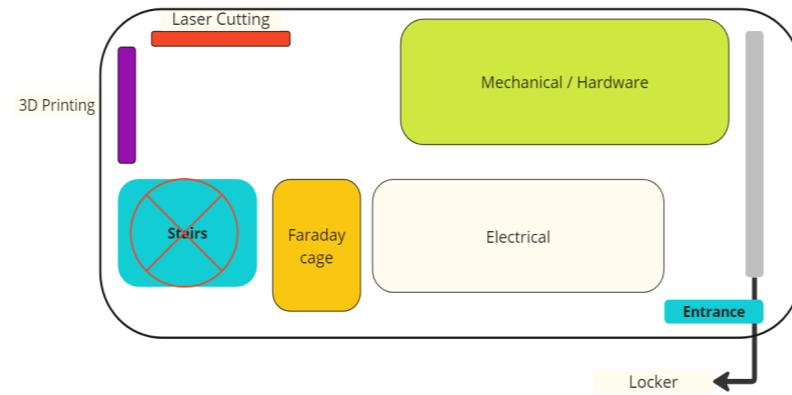 Laser Cutting
Mechanical / Hardware
3D Printing
Stairs
Faraday
cage
Electrical
Entrance
Locker